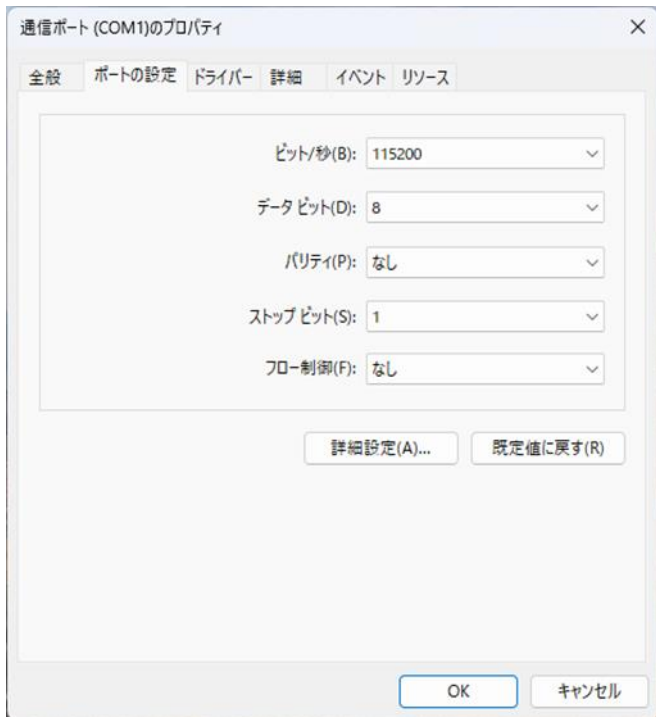 通信ポート (COM1)のプロパティ
全般 ポートの設定 ドライバー 詳細 イベント リソース
ビット/秒(B): 115200
データ ビット(D): 8
パリティ(P): なし
ストップ ビット(S): 1
フロー制御(F): なし
詳細設定(A)... 既定値に戻す(R)
OK キャンセル